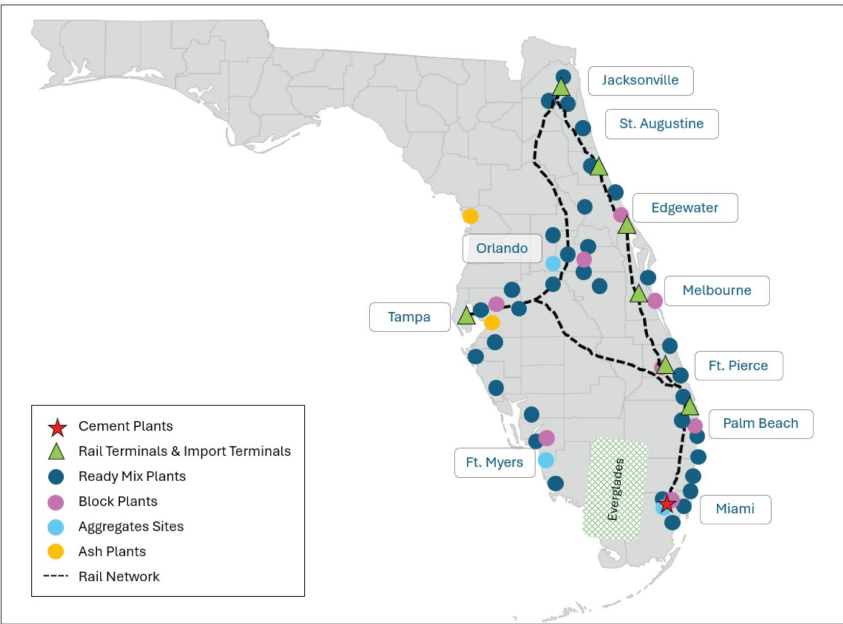 Jacksonville
St. Augustine
Edgewater
Orlando
Melbourne
Tampa
Ft. Pierce
Palm Beach
Ft. Myers
Everglades
Miami
Cement Plants
Rail Terminals & Import Terminals
Ready Mix Plants
Block Plants
Aggregates Sites
Ash Plants
Rail Network